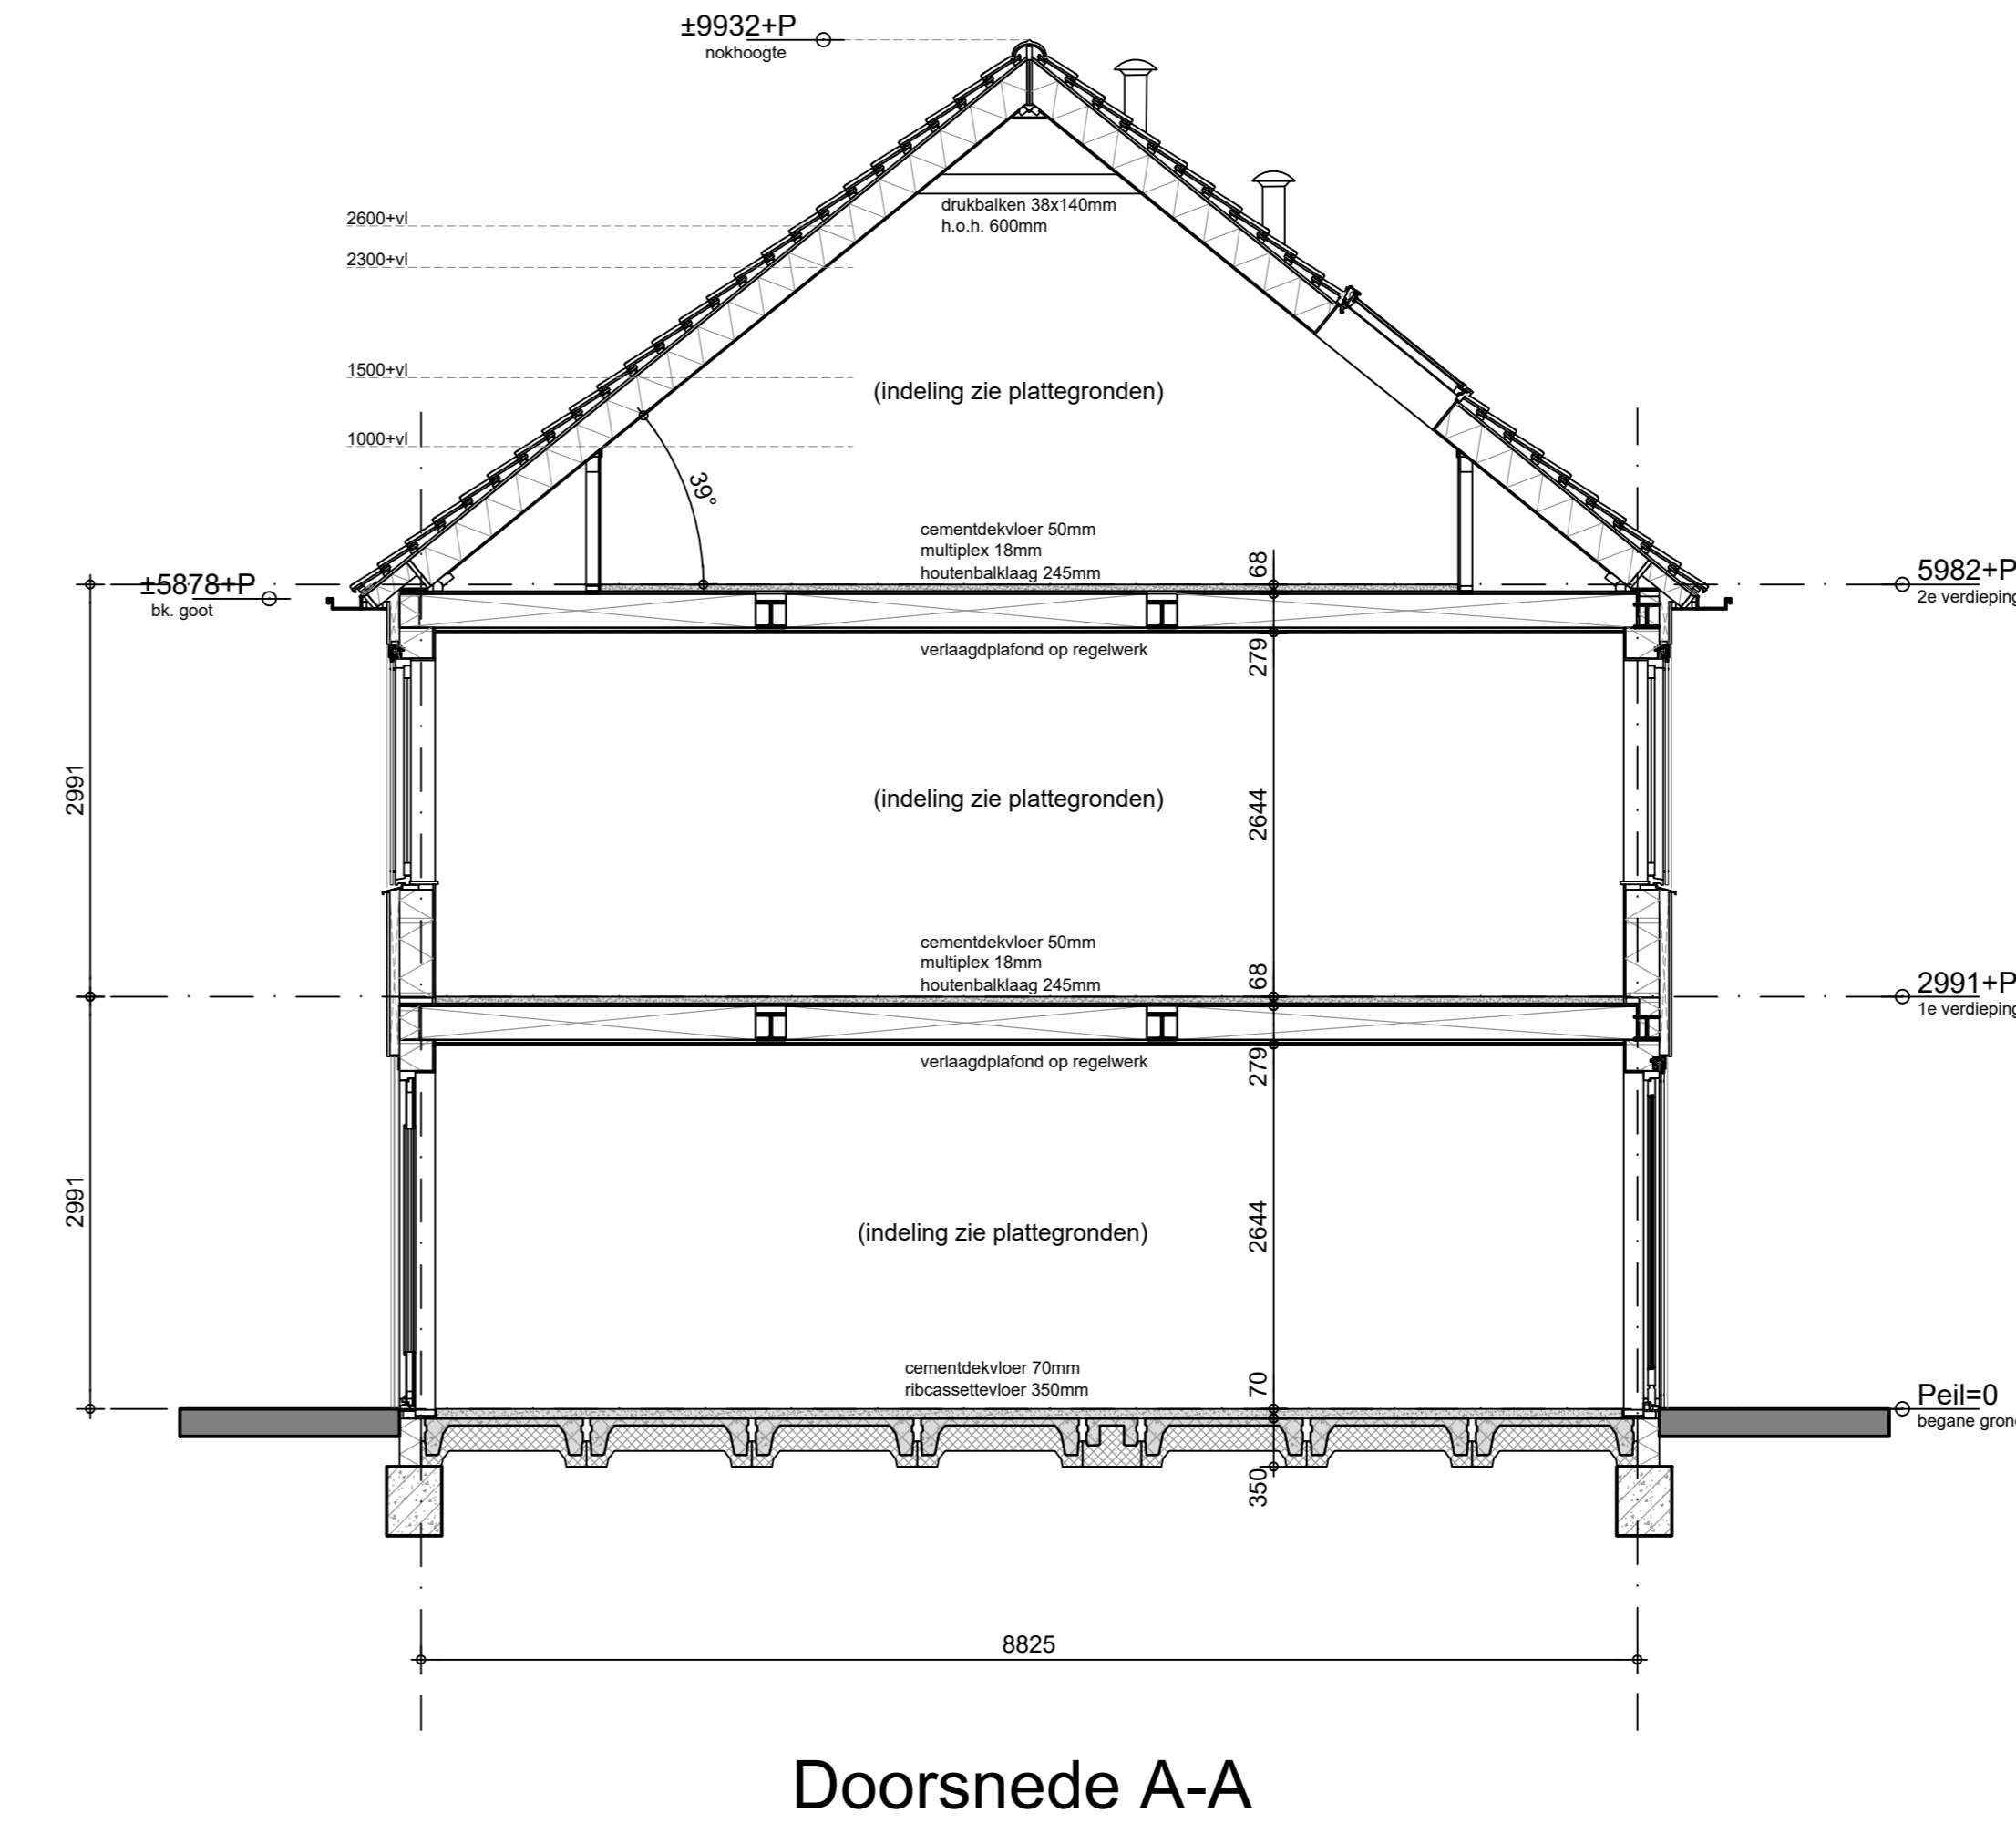 ±9932+P
nokhoogte
drukbalken 38x140mm
h.o.h. 600mm
2600+vl
2300+vl
1500+vl
1000+vl
(indeling zie plattegronden)
39°
cementdekvloer 50mm
multiplex 18mm
houtenbalklaag 245mm
68
±5878+P
bk. goot
5982+P
2e verdieping
verlaagdplafond op regelwerk
279
2991
(indeling zie plattegronden)
2644
cementdekvloer 50mm
multiplex 18mm
houtenbalklaag 245mm
68
2991+P
1e verdieping
verlaagdplafond op regelwerk
279
2991
(indeling zie plattegronden)
2644
cementdekvloer 70mm
ribcassettevloer 350mm
70
Peil=0
begane gron
350
8825
Doorsnede A-A